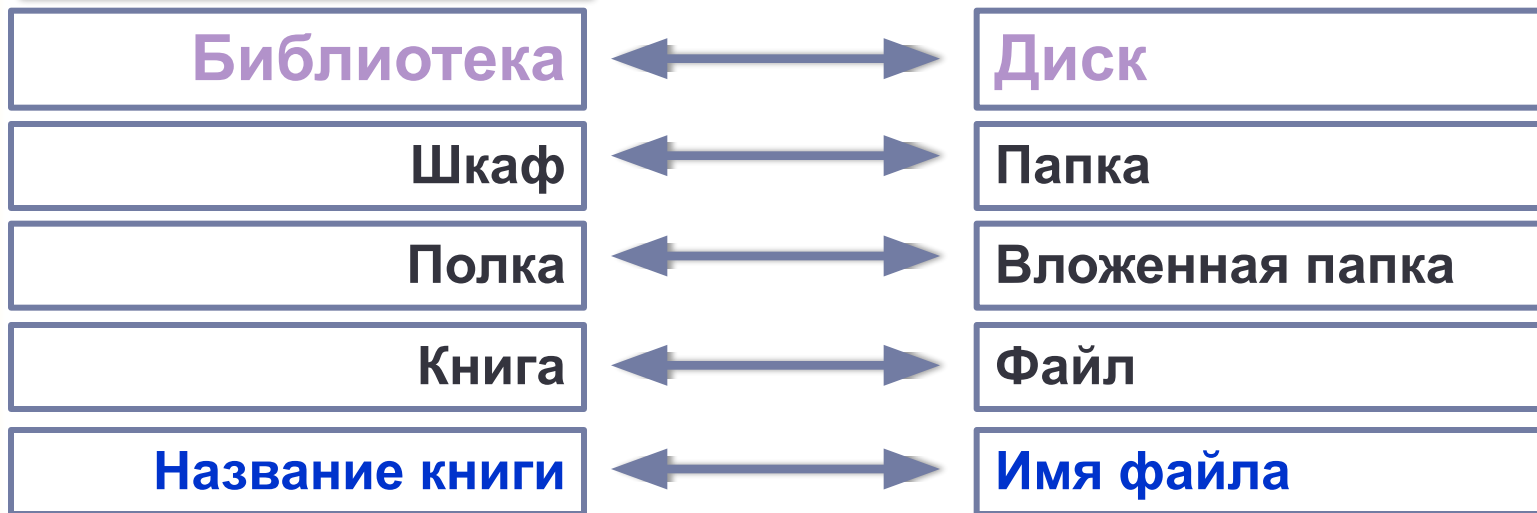 Библиотека Диск
Шкаф Папка
Полка Вложенная папка
Книга Файл
Название книги Имя файла